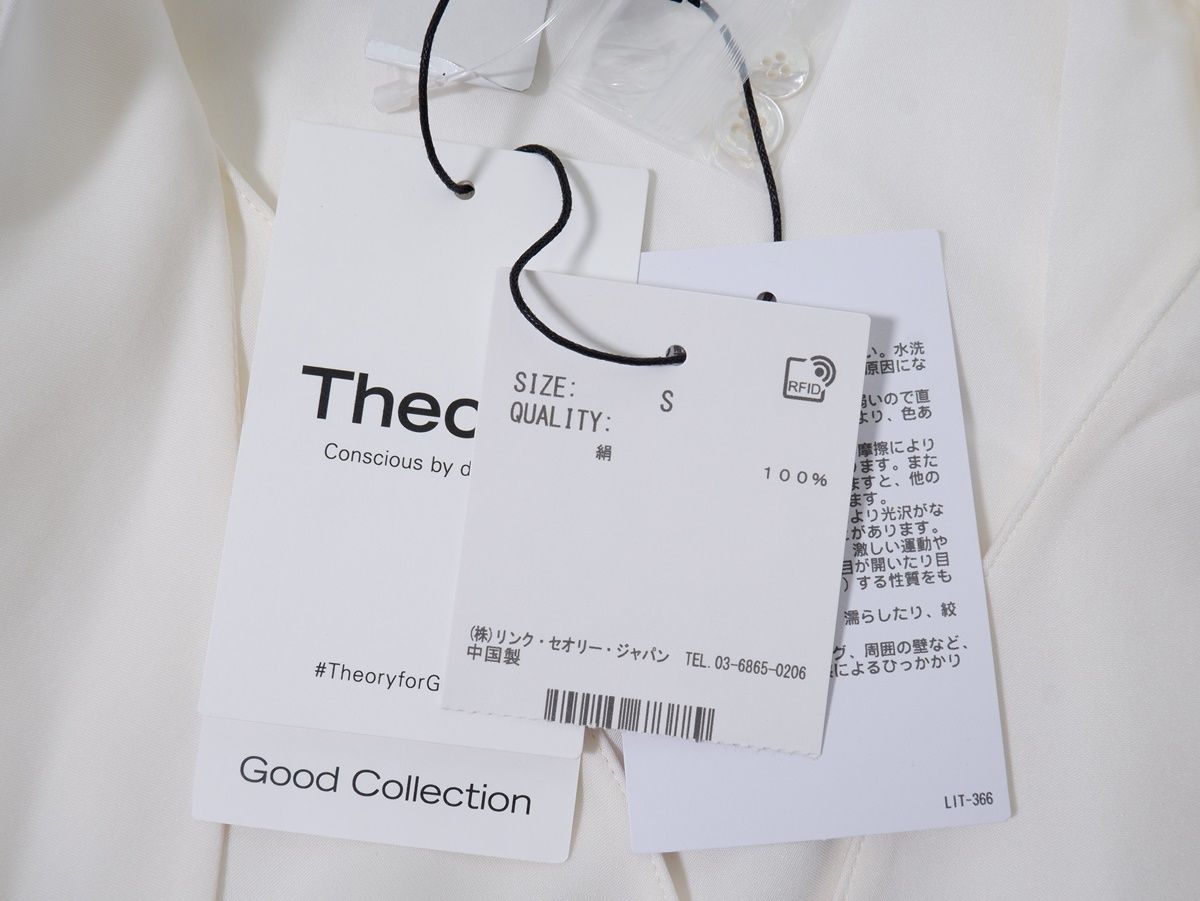 Theo
Conscious by d
#TheoryforG
Good Collection
SIZE: S
QUALITY:
絹
100%
RFID
(株)リンク・セオリー・ジャパン TEL.03-6865-0206
中国製
い。水洗
原因にな
弱いので直
より、色あ
摩擦により
ります。また
ますと、他の
ます。
より光沢がな
とがあります。
激しい運動や
目が開いたり目
)する性質をも
濡らしたり、絞
グ、周囲の壁など、
によるひっかかり
LIT-366